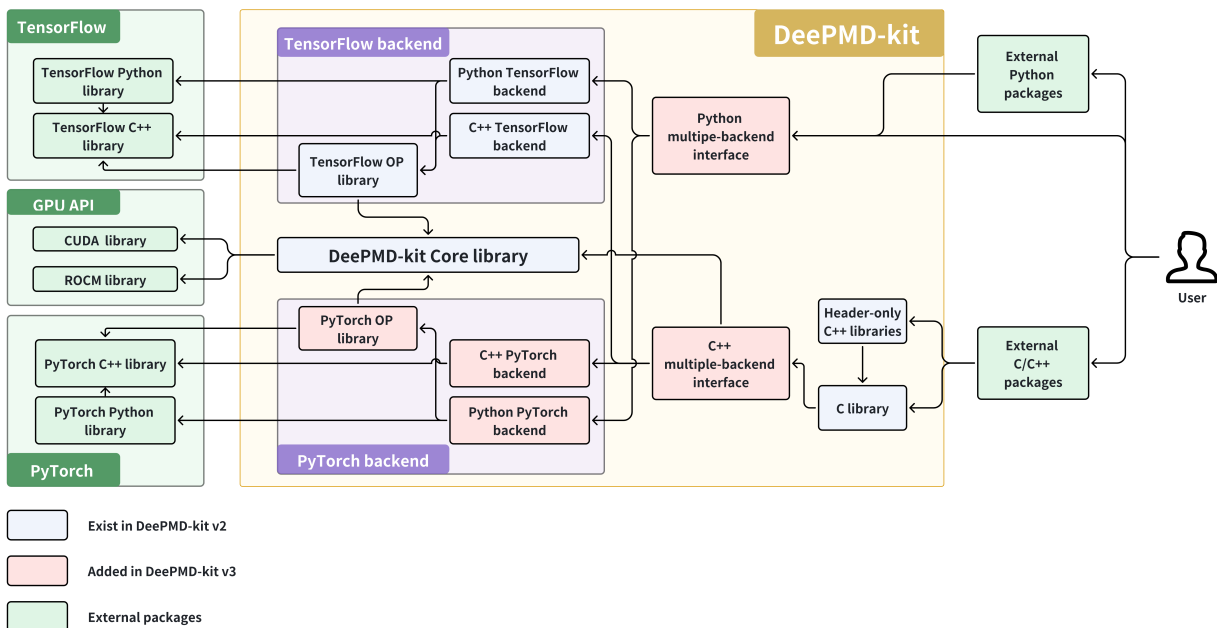 TensorFlow
TensorFlow Python
library
TensorFlow C++
library
GPU API
CUDA library
ROCM library
PyTorch C++ library
PyTorch Python
library
PyTorch
DeePMD-kit
TensorFlow backend
Python TensorFlow
backend
C++ TensorFlow
backend
TensorFlow OP
library
DeePMD-kit Core library
PyTorch OP
library
C++ PyTorch
backend
Python PyTorch
backend
PyTorch backend
Python
multipe-backend
interface
C++
multiple-backend
interface
Header-only
C++ libraries
C library
External
Python
packages
External
C/C++
packages
User
Exist in DeePMD-kit v2
Added in DeePMD-kit v3
External packages